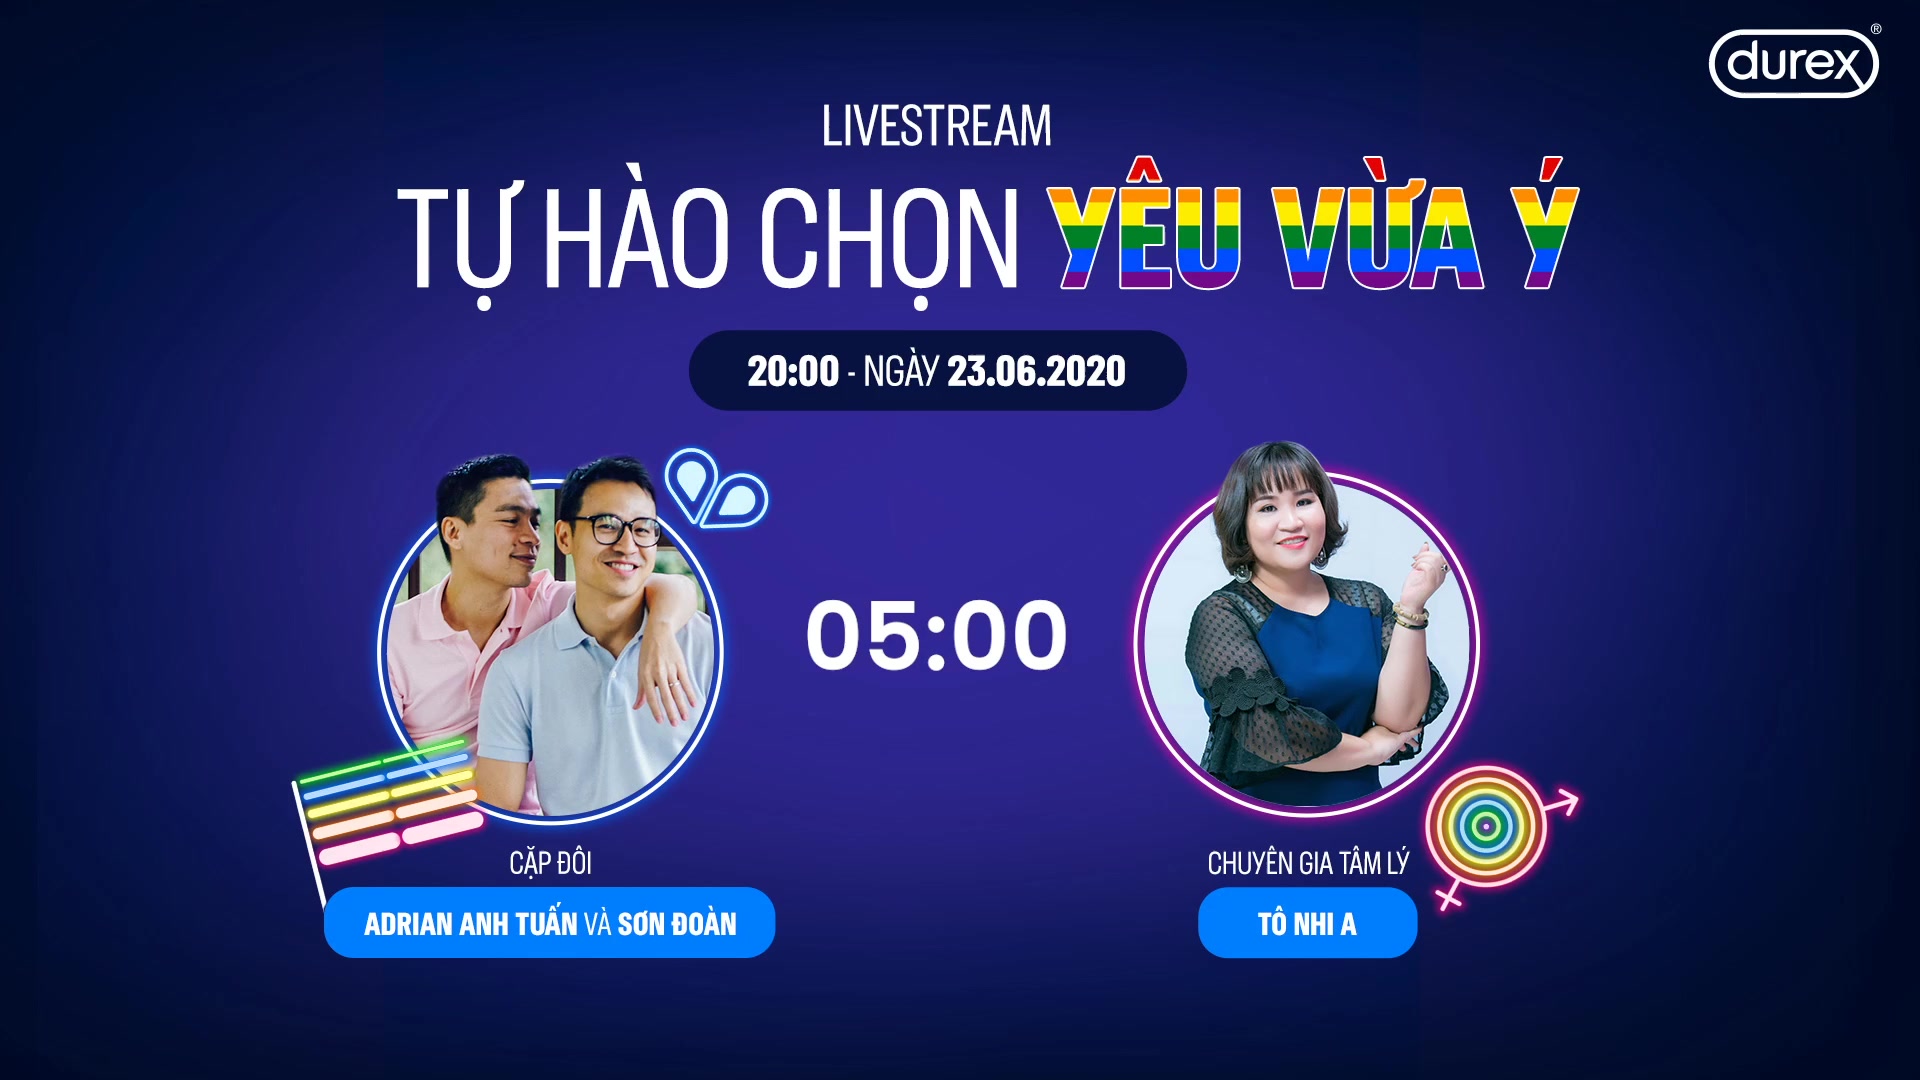 durex®
LIVESTREAM
TỰ HÀO CHỌN YÊU VỪA Ý
20:00 - NGÀY 23.06.2020
05:00
CẶP ĐÔI
ADRIAN ANH TUẤN VÀ SƠN ĐOÀN
CHUYÊN GIA TÂM LÝ
TÔ NHI A